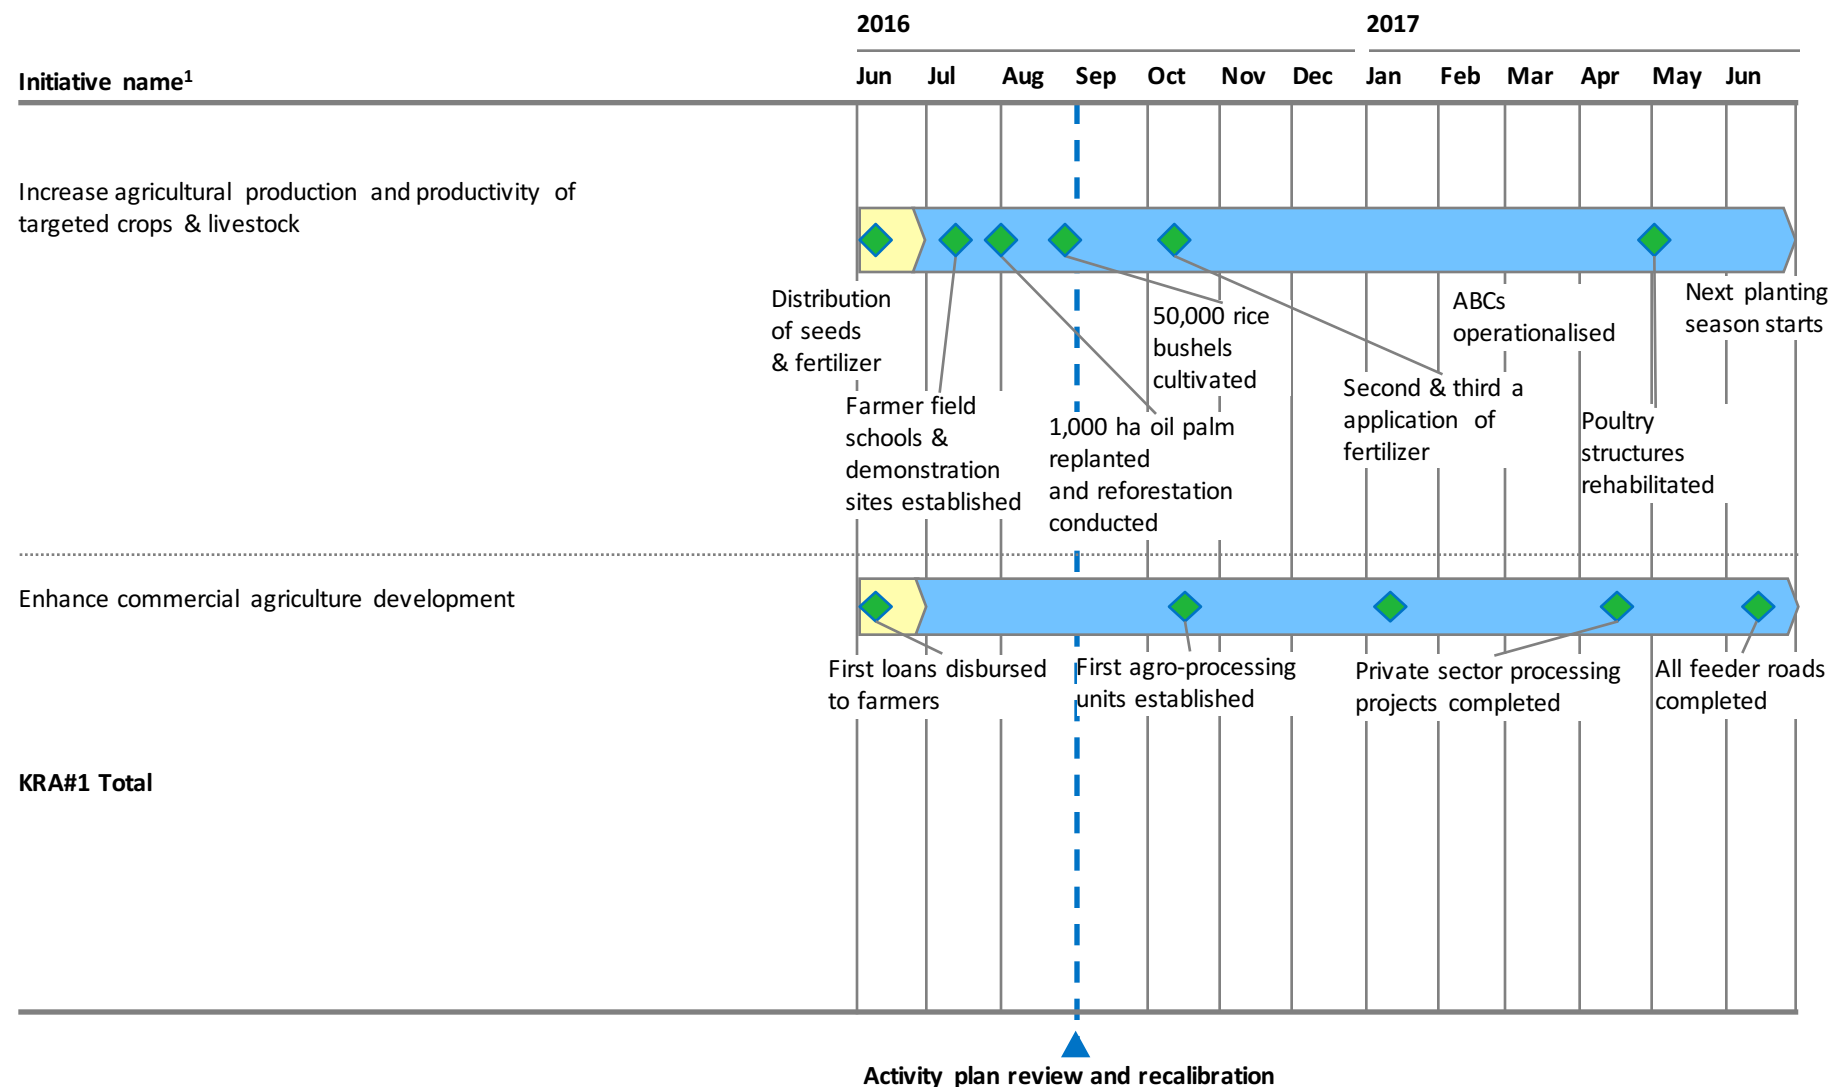 2016 2017
Initiative name1 Jun Jul Aug Sep Oct Nov Dec Jan Feb Mar Apr May Jun
Increase agricultural production and productivity of
targeted crops & livestock
Distribution
of seeds
& fertilizer
Farmer field
schools &
demonstration
sites established
1,000 ha oil palm
replanted
and reforestation
conducted
50,000 rice
bushels
cultivated
Second & third a
application of
fertilizer
ABCs
operationalised
Poultry
structures
rehabilitated
Next planting
season starts
Enhance commercial agriculture development
First loans disbursed
to farmers
First agro-processing
units established
Private sector processing
projects completed
All feeder roads
completed
KRA#1 Total
Activity plan review and recalibration